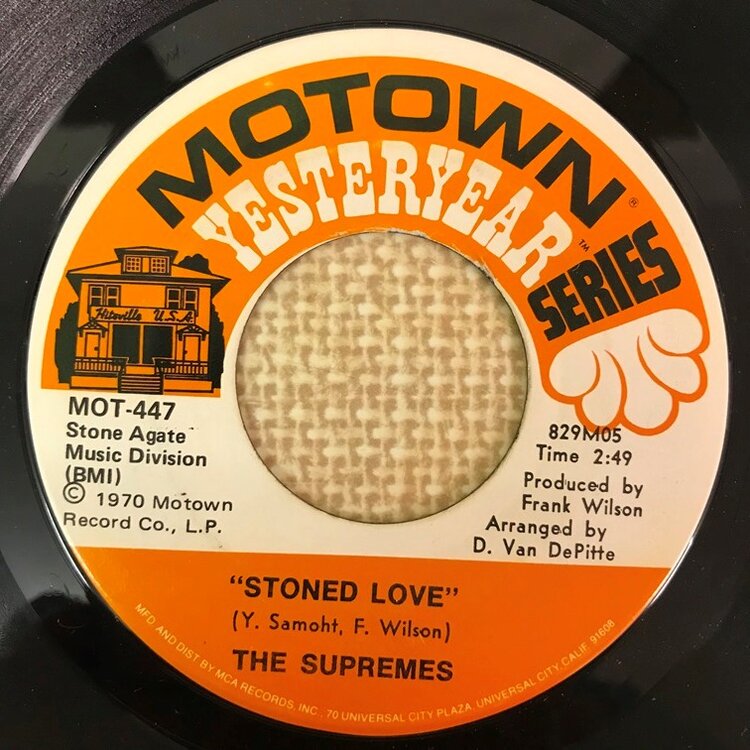 MOTOWN®
YESTERYEAR™
SERIES
Hitsville U.S.A.
MOT-447
Stone Agate
Music Division
(BMI)
© 1970 Motown
Record Co., L.P.
829M05
Time 2:49
Produced by
Frank Wilson
Arranged by
D. Van DePitte
"STONED LOVE"
(Y. Samoht, F. Wilson)
THE SUPREMES
MFD AND DIST BY MCA RECORDS, INC. 70 UNIVERSAL CITY PLAZA, UNIVERSAL CITY, CALIF. 91608